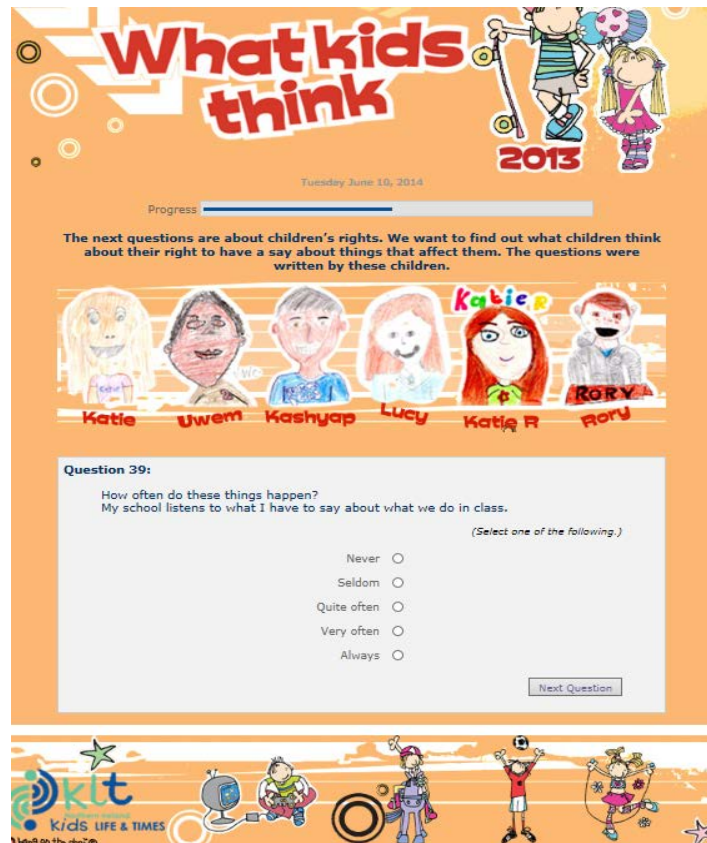 What kids
think
2013
Tuesday June 10, 2014
Progress
The next questions are about children's rights. We want to find out what children think
about their right to have a say about things that affect them. The questions were
written by these children.
Katie R
RORY
Katie Uwem Kashyap Lucy Katie R Rory
Question 39:
How often do these things happen?
My school listens to what I have to say about what we do in class.
(Select one of the following.)
Never
Seldom
Quite often
Very often
Always
Next Question
klt
Northern Ireland
KiDS LIFE & TIMES